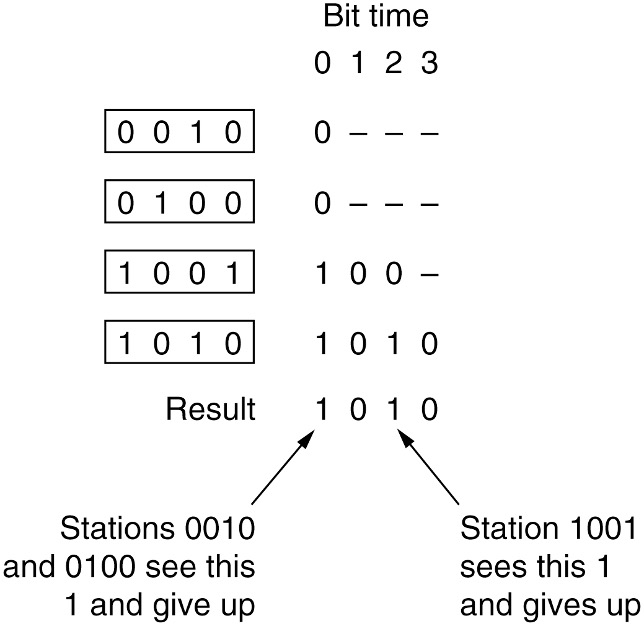 Bit time
0 1 2 3
0 0 1 0 0 – – –
0 1 0 0 0 – – –
1 0 0 1 1 0 0 –
1 0 1 0 1 0 1 0
Result 1 0 1 0
Stations 0010
and 0100 see this
1 and give up
Station 1001
sees this 1
and gives up